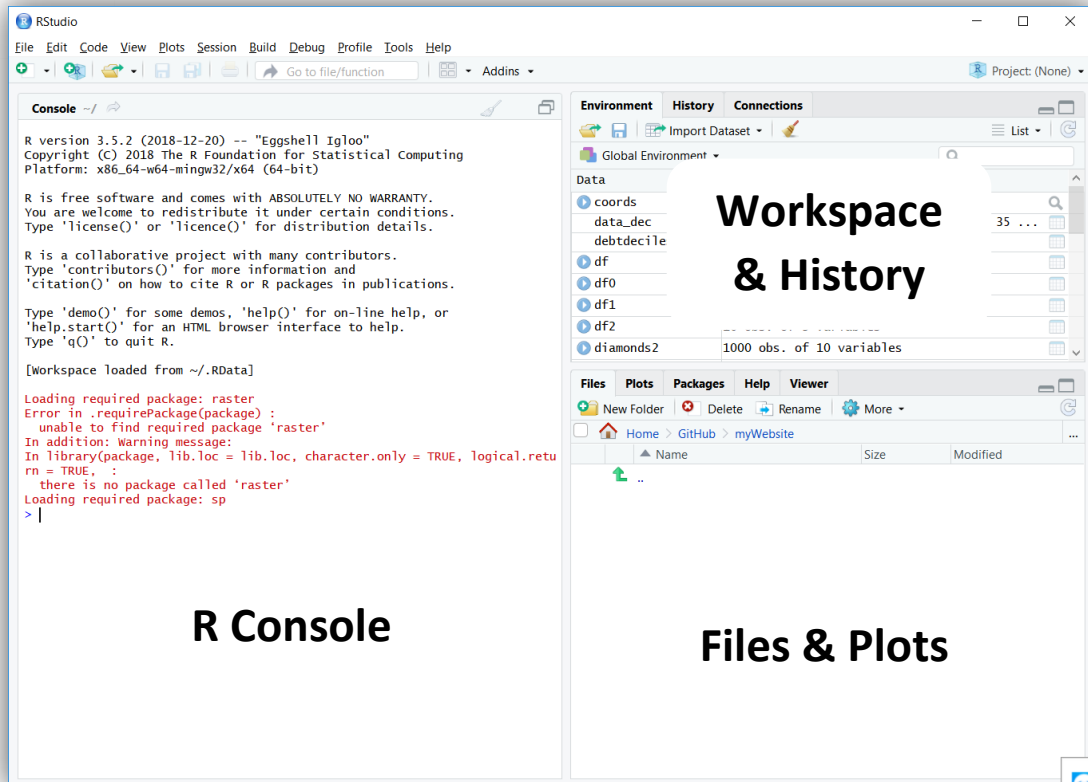 RStudio
File Edit Code View Plots Session Build Debug Profile Tools Help
Go to file/function Addins Project: (None)
Console ~/
R version 3.5.2 (2018-12-20) -- "Eggshell Igloo"
Copyright (C) 2018 The R Foundation for Statistical Computing
Platform: x86_64-w64-mingw32/x64 (64-bit)
R is free software and comes with ABSOLUTELY NO WARRANTY.
You are welcome to redistribute it under certain conditions.
Type 'license()' or 'licence()' for distribution details.
R is a collaborative project with many contributors.
Type 'contributors()' for more information and
'citation()' on how to cite R or R packages in publications.
Type 'demo()' for some demos, 'help()' for on-line help, or
'help.start()' for an HTML browser interface to help.
Type 'q()' to quit R.
[Workspace loaded from ~/.RData]
Loading required package: raster
Error in .requirePackage(package) :
unable to find required package ‘raster’
In addition: Warning message:
In library(package, lib.loc = lib.loc, character.only = TRUE, logical.retu
rn = TRUE,  :
there is no package called ‘raster’
Loading required package: sp
>
R Console
Environment History Connections
Import Dataset List
Global Environment
Data
coords
data_dec 35 ...
debtdecile
df
df0
df1
df2
diamonds2 1000 obs. of 10 variables
Workspace
& History
Files Plots Packages Help Viewer
New Folder Delete Rename More
Home > GitHub > myWebsite ...
Name Size Modified
..
Files & Plots